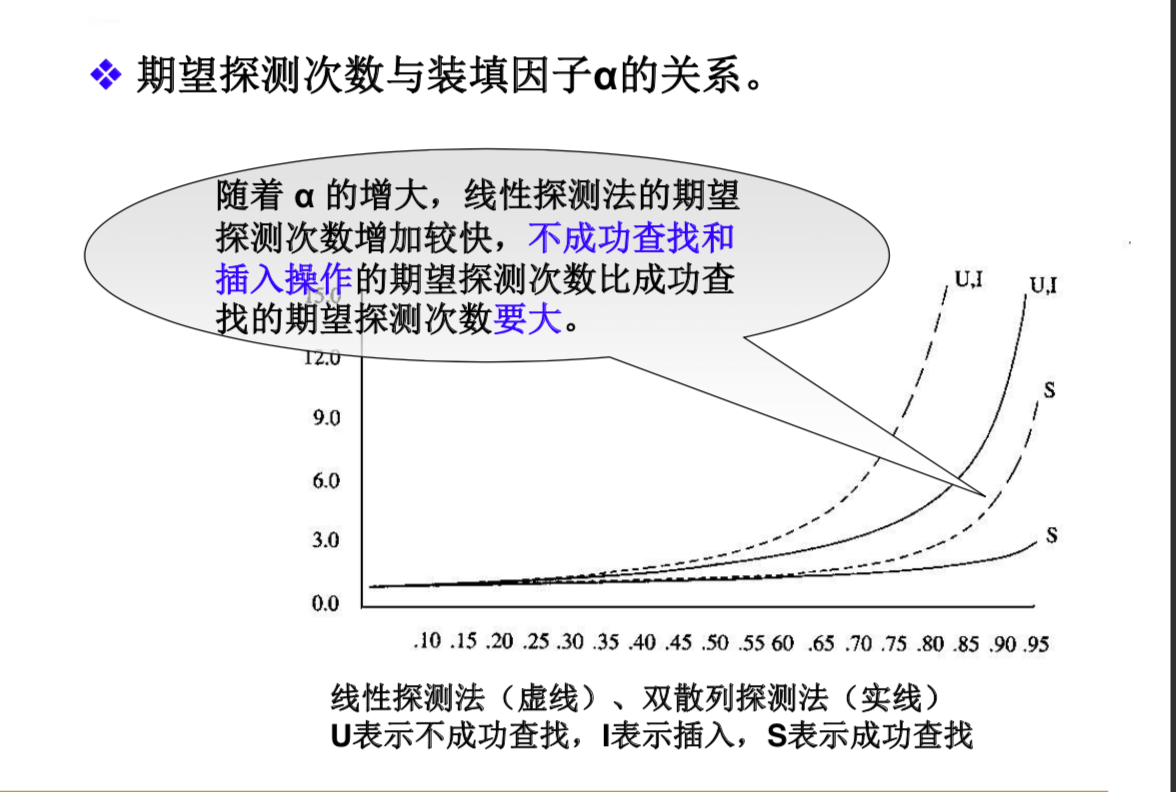 期望探测次数与装填因子α的关系。
随着 α 的增大，线性探测法的期望
探测次数增加较快，不成功查找和
插入操作的期望探测次数比成功查
找的期望探测次数要大。
15.0
12.0
9.0
6.0
3.0
0.0
U,I
U,I
S
S
.10 .15 .20 .25 .30 .35 .40 .45 .50 .55 60 .65 .70 .75 .80 .85 .90 .95
线性探测法（虚线）、双散列探测法（实线）
U表示不成功查找，I表示插入，S表示成功查找